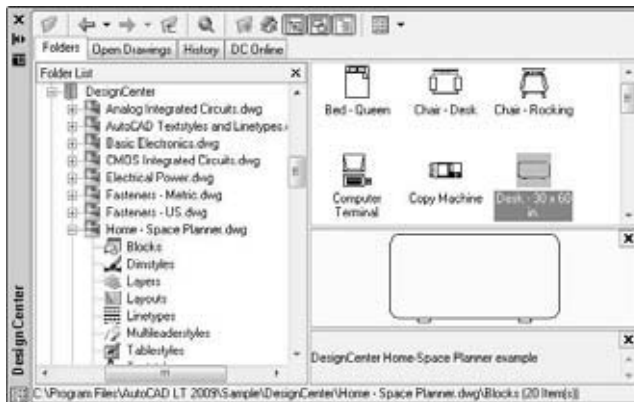 Folders Open Drawings History DC Online
Folder List
DesignCenter
Analog Integrated Circuits.dwg
AutoCAD Textstyles and Linetypes.
Basic Electronics.dwg
CMOS Integrated Circuits.dwg
Electrical Power.dwg
Fasteners - Metric.dwg
Fasteners - US.dwg
Home - Space Planner.dwg
Blocks
Dimstyles
Layers
Layouts
Linetypes
Multileaderstyles
Tablestyles
Bed - Queen Chair - Desk Chair - Rocking
Computer Terminal Copy Machine Desk - 30 x 60 in.
DesignCenter Home-Space Planner example
DesignCenter
C:\Program Files\AutoCAD LT 2009\Sample\DesignCenter\Home - Space Planner.dwg\Blocks (20 Item(s))